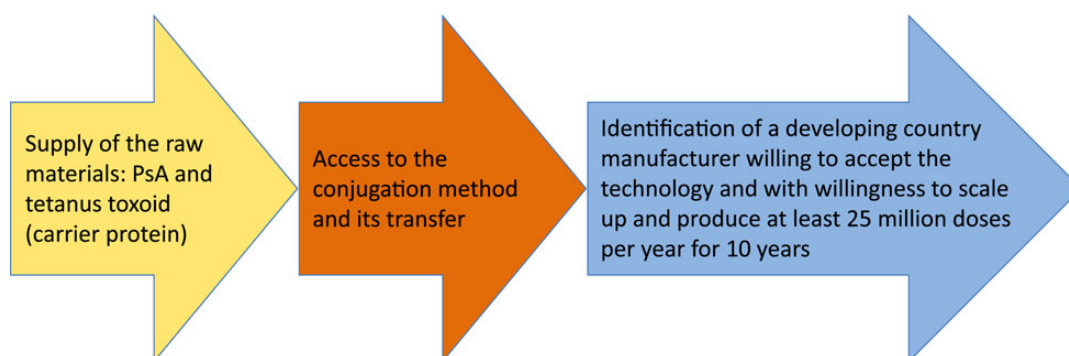 Supply of the raw
materials: PsA and
tetanus toxoid
(carrier protein)
Access to the
conjugation method
and its transfer
Identification of a developing country
manufacturer willing to accept the
technology and with willingness to scale
up and produce at least 25 million doses
per year for 10 years